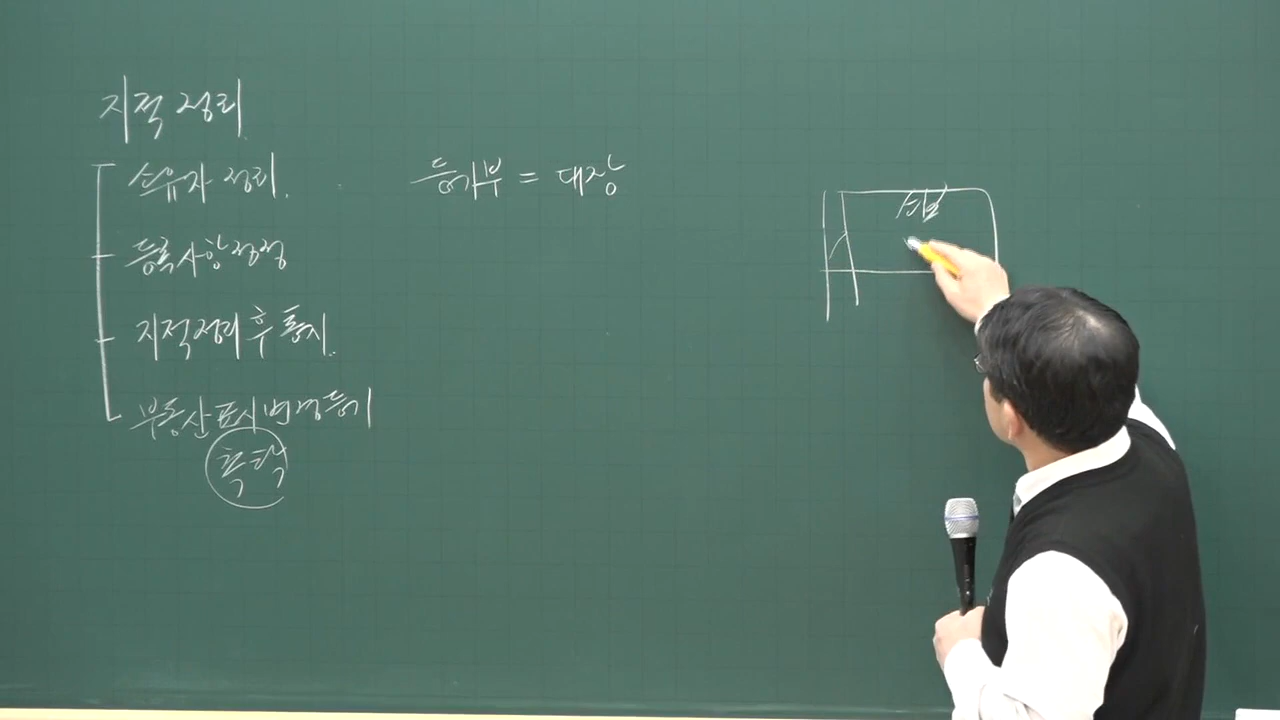 지적정리
소유자 정리.
등기부 = 대장
등록사항정정
지적정리 후 통지.
부동산표시변경등기
촉탁